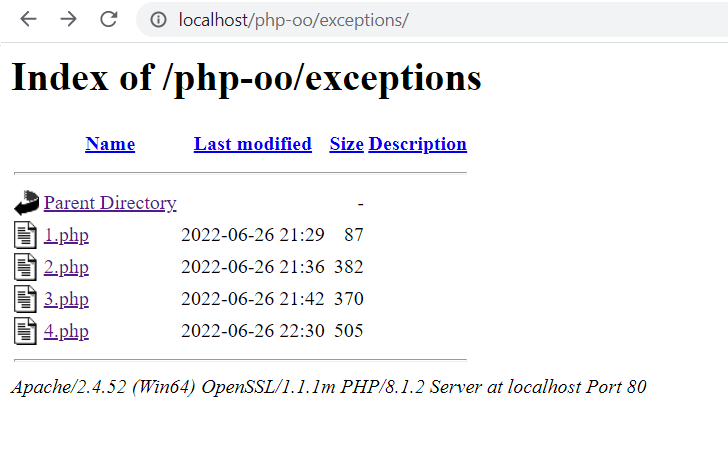 localhost/php-oo/exceptions/
Index of /php-oo/exceptions
Name Last modified Size Description
Parent Directory -
1.php 2022-06-26 21:29 87
2.php 2022-06-26 21:36 382
3.php 2022-06-26 21:42 370
4.php 2022-06-26 22:30 505
Apache/2.4.52 (Win64) OpenSSL/1.1.1m PHP/8.1.2 Server at localhost Port 80